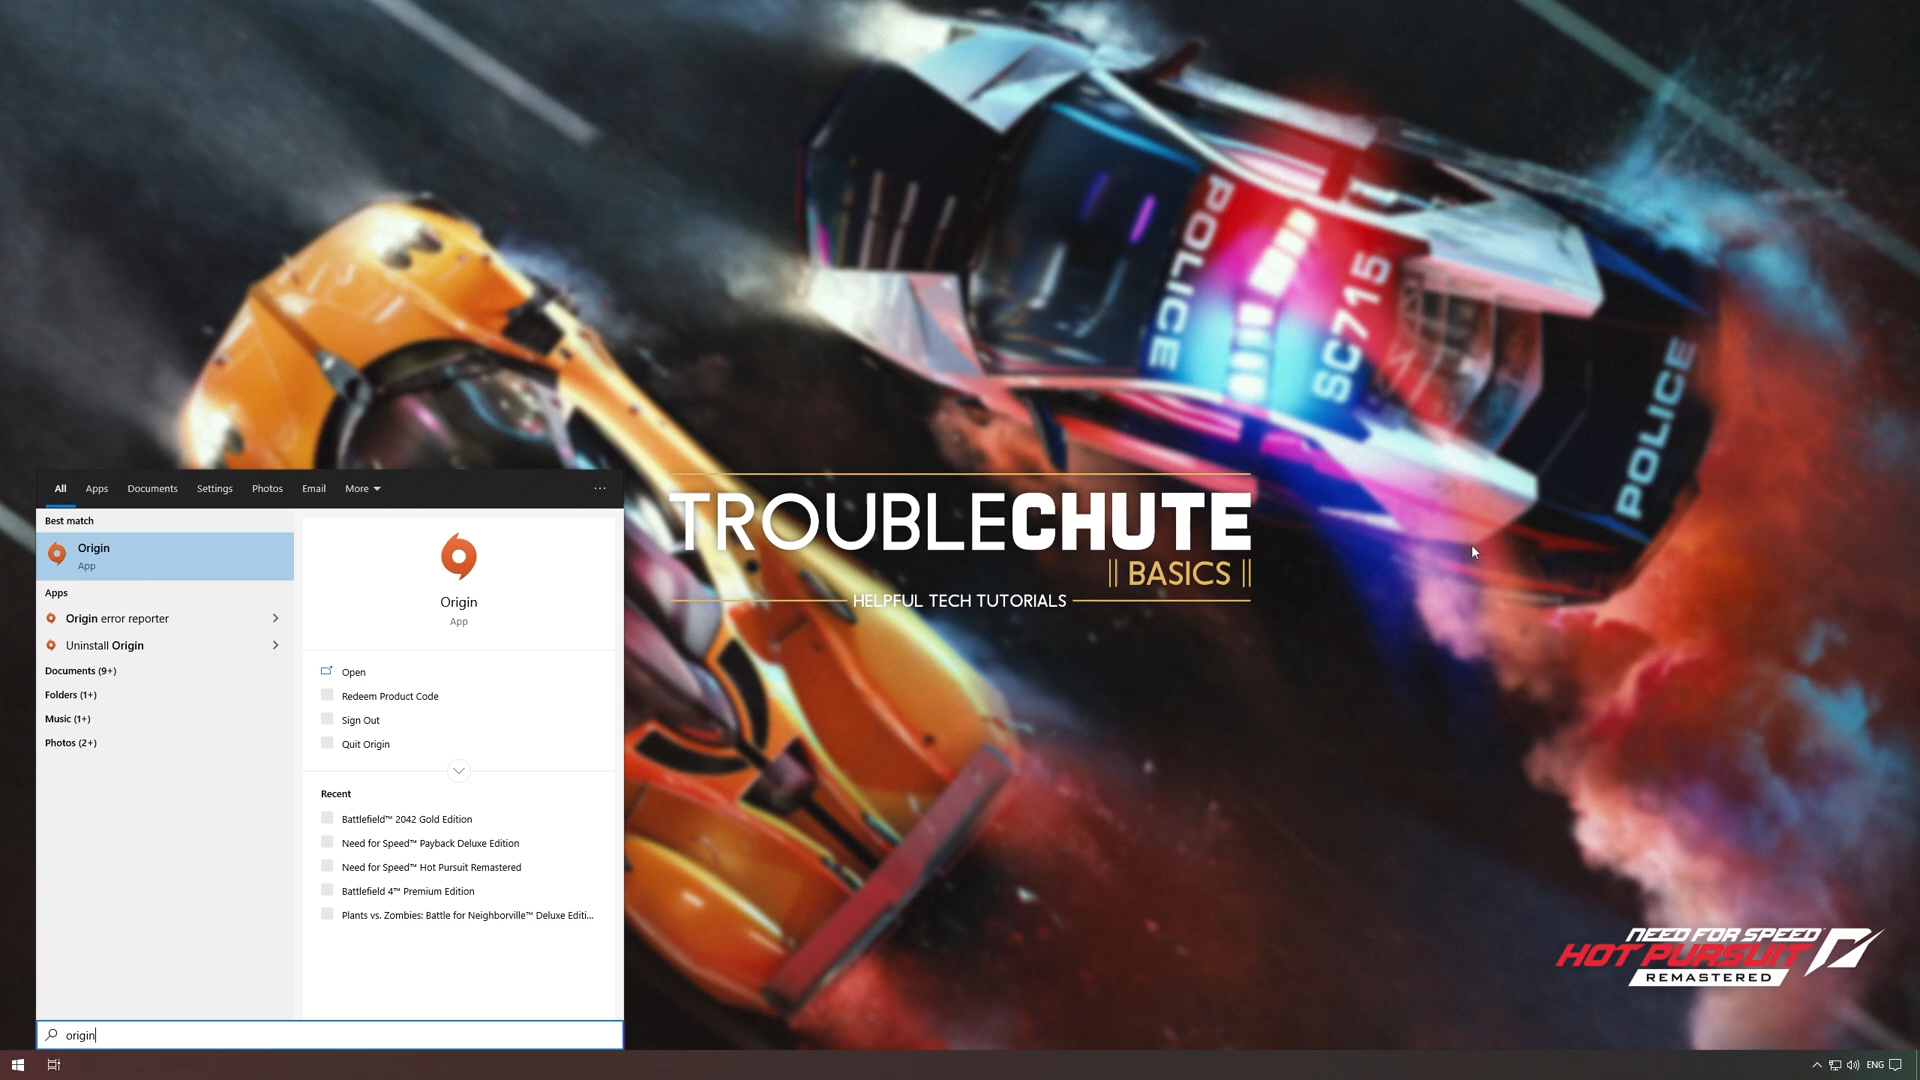 POLICE
SC715
POLICE
TROUBLECHUTE
|| BASICS ||
HELPFUL TECH TUTORIALS
NEED FOR SPEED
HOT PURSUIT
REMASTERED
All
Apps
Documents
Settings
Photos
Email
More
...
Best match
Origin
App
Apps
Origin error reporter
Uninstall Origin
Documents (9+)
Folders (1+)
Music (1+)
Photos (2+)
Origin
App
Open
Redeem Product Code
Sign Out
Quit Origin
Recent
Battlefield™ 2042 Gold Edition
Need for Speed™ Payback Deluxe Edition
Need for Speed™ Hot Pursuit Remastered
Battlefield 4™ Premium Edition
Plants vs. Zombies: Battle for Neighborville™ Deluxe Editi...
origin
ENG